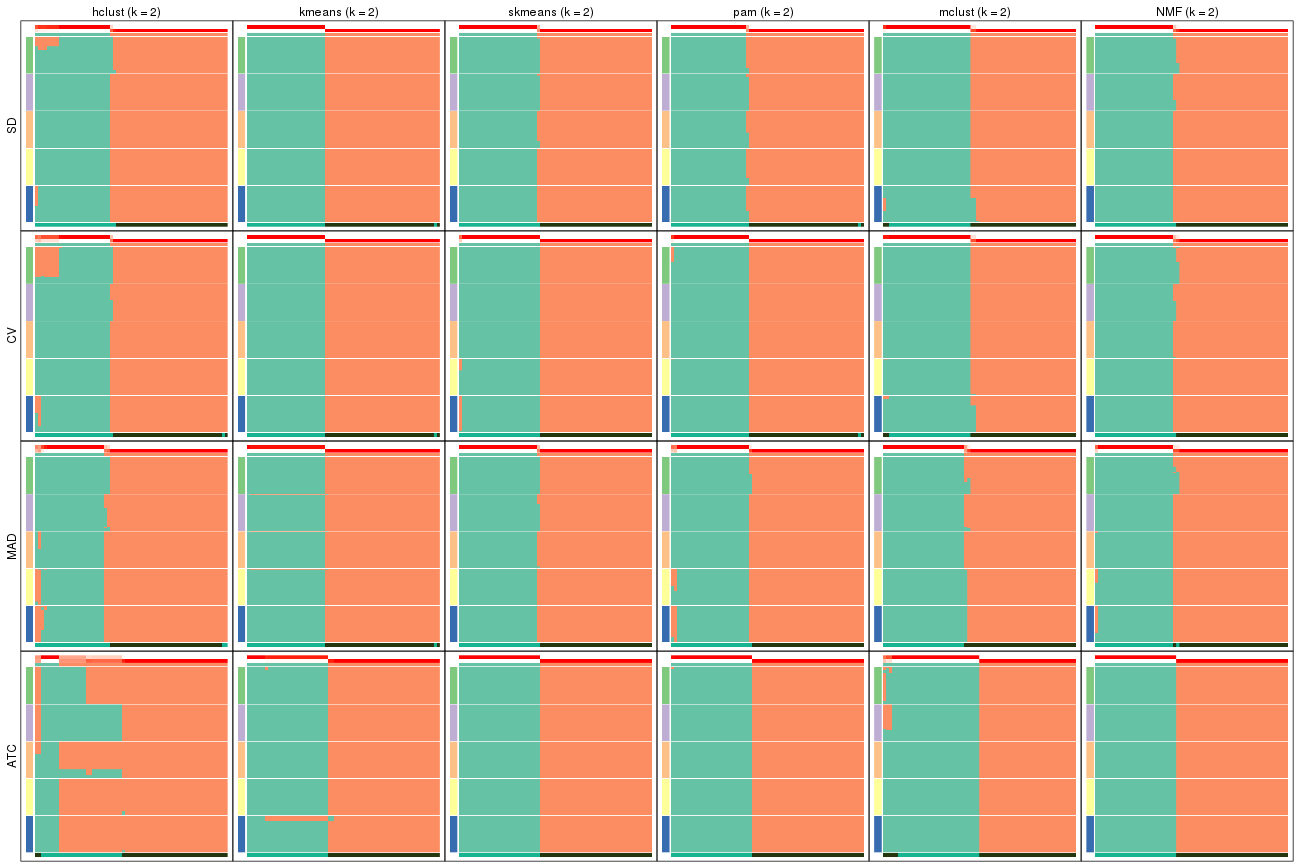 hclust (k = 2)
kmeans (k = 2)
skmeans (k = 2)
pam (k = 2)
mclust (k = 2)
NMF (k = 2)
SD
CV
MAD
ATC